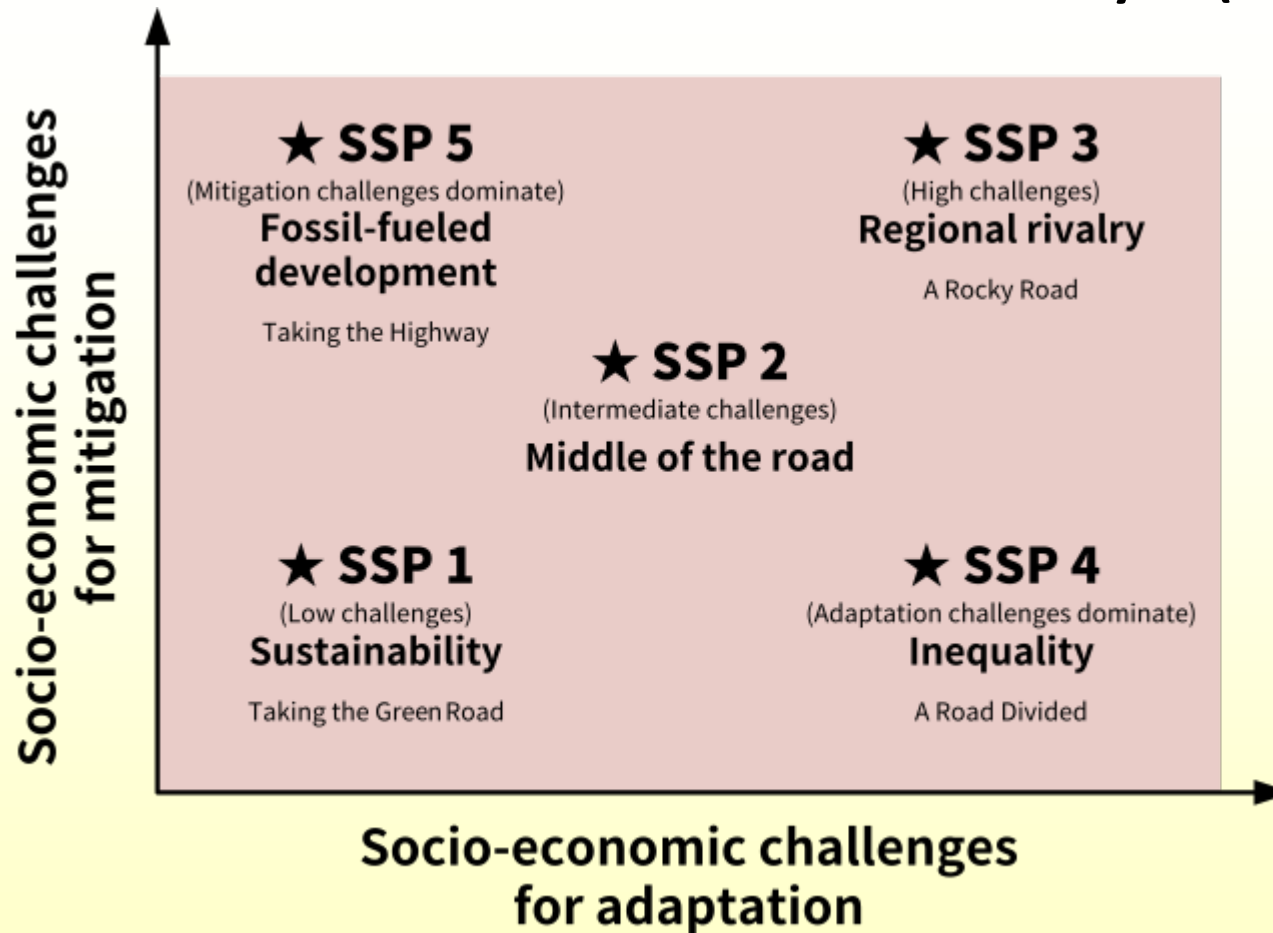 Socio-economic challenges
for mitigation
★ SSP 5
(Mitigation challenges dominate)
Fossil-fueled
development
Taking the Highway
★ SSP 3
(High challenges)
Regional rivalry
A Rocky Road
★ SSP 2
(Intermediate challenges)
Middle of the road
★ SSP 1
(Low challenges)
Sustainability
Taking the Green Road
★ SSP 4
(Adaptation challenges dominate)
Inequality
A Road Divided
Socio-economic challenges
for adaptation